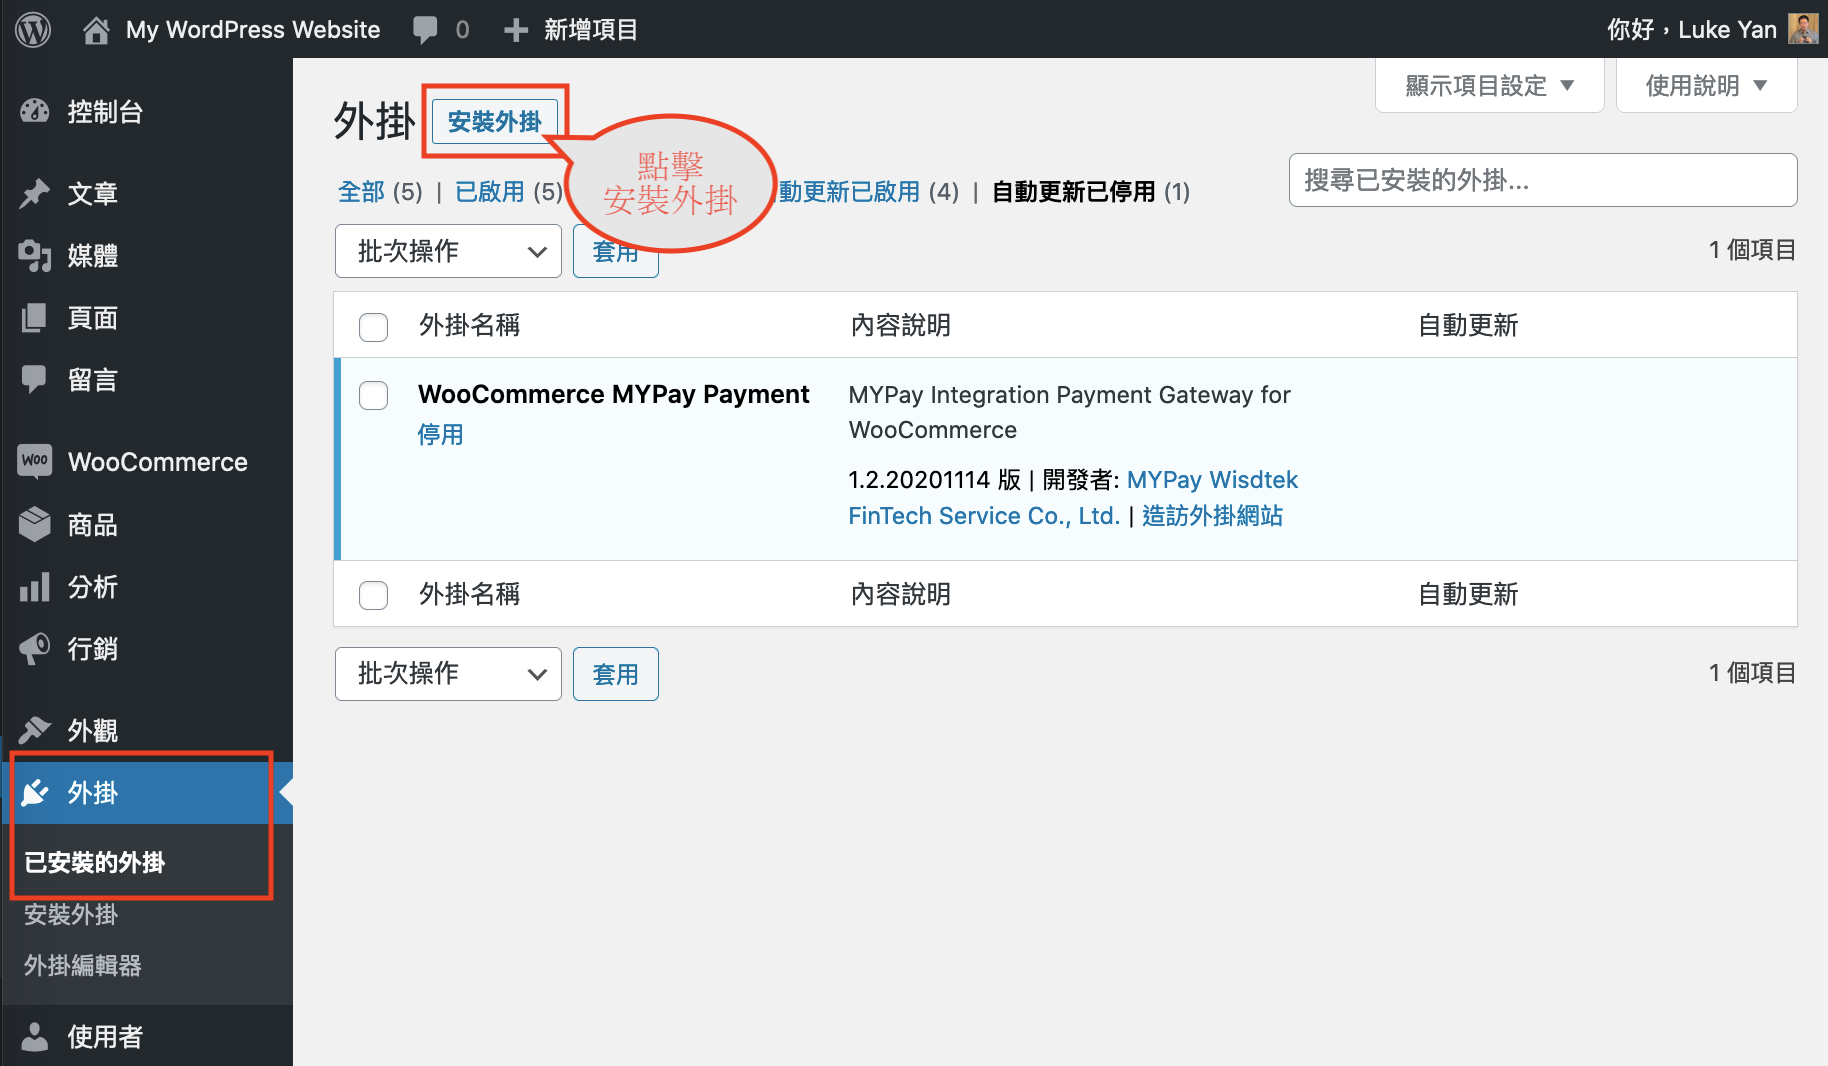 My WordPress Website 0 新增項目 你好，Luke Yan
顯示項目設定 使用說明
控制台
文章
媒體
頁面
留言
WOO WooCommerce
商品
分析
行銷
外觀
外掛
已安裝的外掛
安裝外掛
外掛編輯器
使用者
外掛 安裝外掛
點擊
安裝外掛
全部 (5) | 已啟用 (5) 動更新已啟用 (4) | 自動更新已停用 (1)
搜尋已安裝的外掛...
批次操作 套用 1 個項目
外掛名稱 內容說明 自動更新
WooCommerce MYPay Payment
停用
MYPay Integration Payment Gateway for
WooCommerce
1.2.20201114 版 | 開發者: MYPay Wisdtek
FinTech Service Co., Ltd. | 造訪外掛網站
外掛名稱 內容說明 自動更新
批次操作 套用 1 個項目